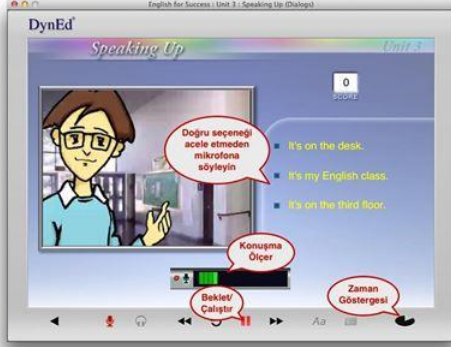 English for Success : Unit 3 : Speaking Up (Dialogs)
DynEd
Speaking Up
Unit 3
0
SCORE
Doğru seçeneği
acele etmeden
mikrofona
söyleyin
It's on the desk.
It's my English class.
It's on the third floor.
Konuşma
Ölçer
Beklet/
Çalıştır
Zaman
Göstergesi
Aa